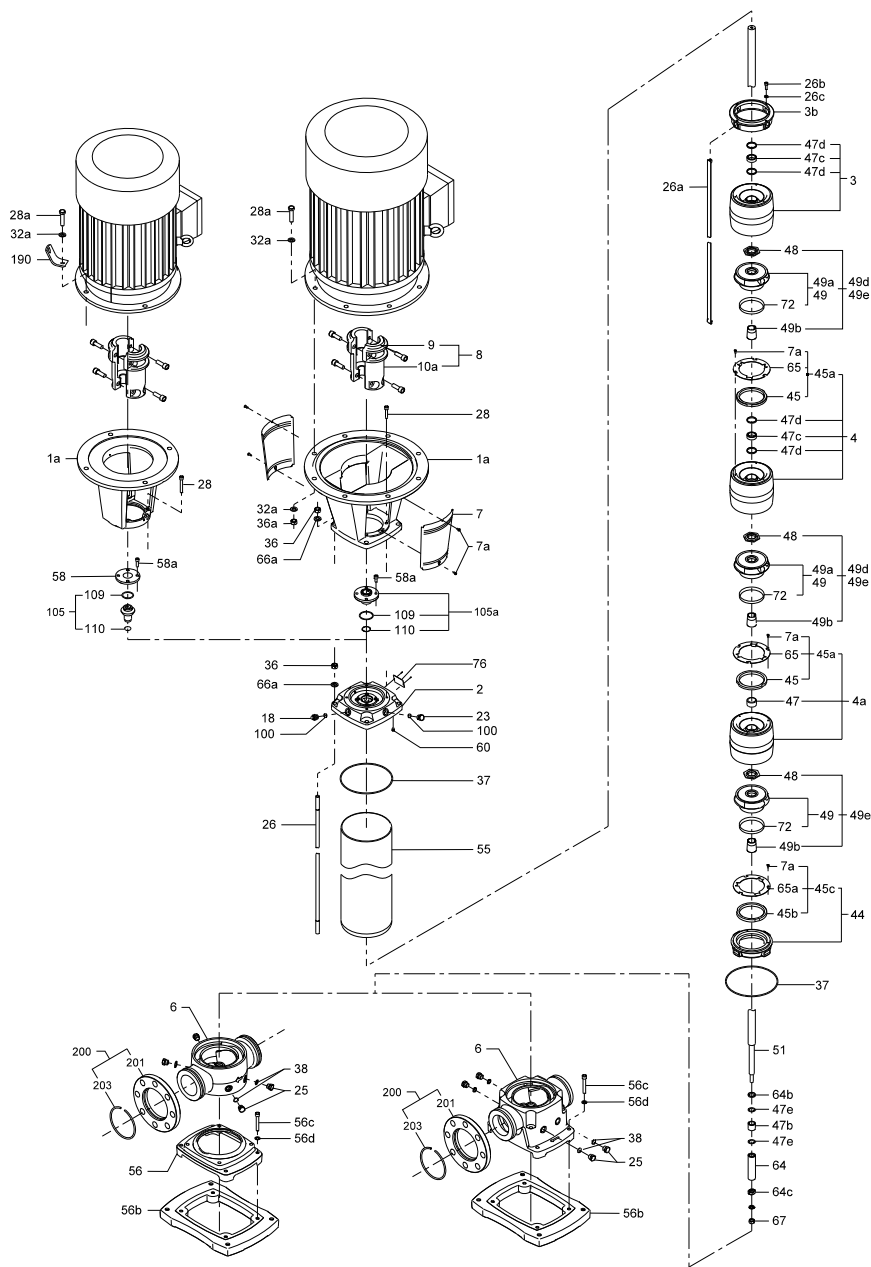 28a
32a
190
1a
28
58a
58
109
105
110
28a
32a
9
8
10a
28
1a
7
7a
32a
36a
36
66a
58a
109
105a
110
36
66a
76
2
18
23
100
100
60
37
26
55
26b
26c
3b
47d
47c
47d
3
26a
48
49a
49
49d
49e
72
49b
7a
65
45a
45
47d
47c
47d
4
48
49a
49
49d
49e
72
49b
7a
65
45a
45
47
4a
48
49
49e
72
49b
7a
65a
45c
45b
44
37
51
64b
47e
47b
47e
64
64c
67
6
200
201
203
38
25
56c
56d
56
56b
6
200
201
203
56c
56d
38
25
56b